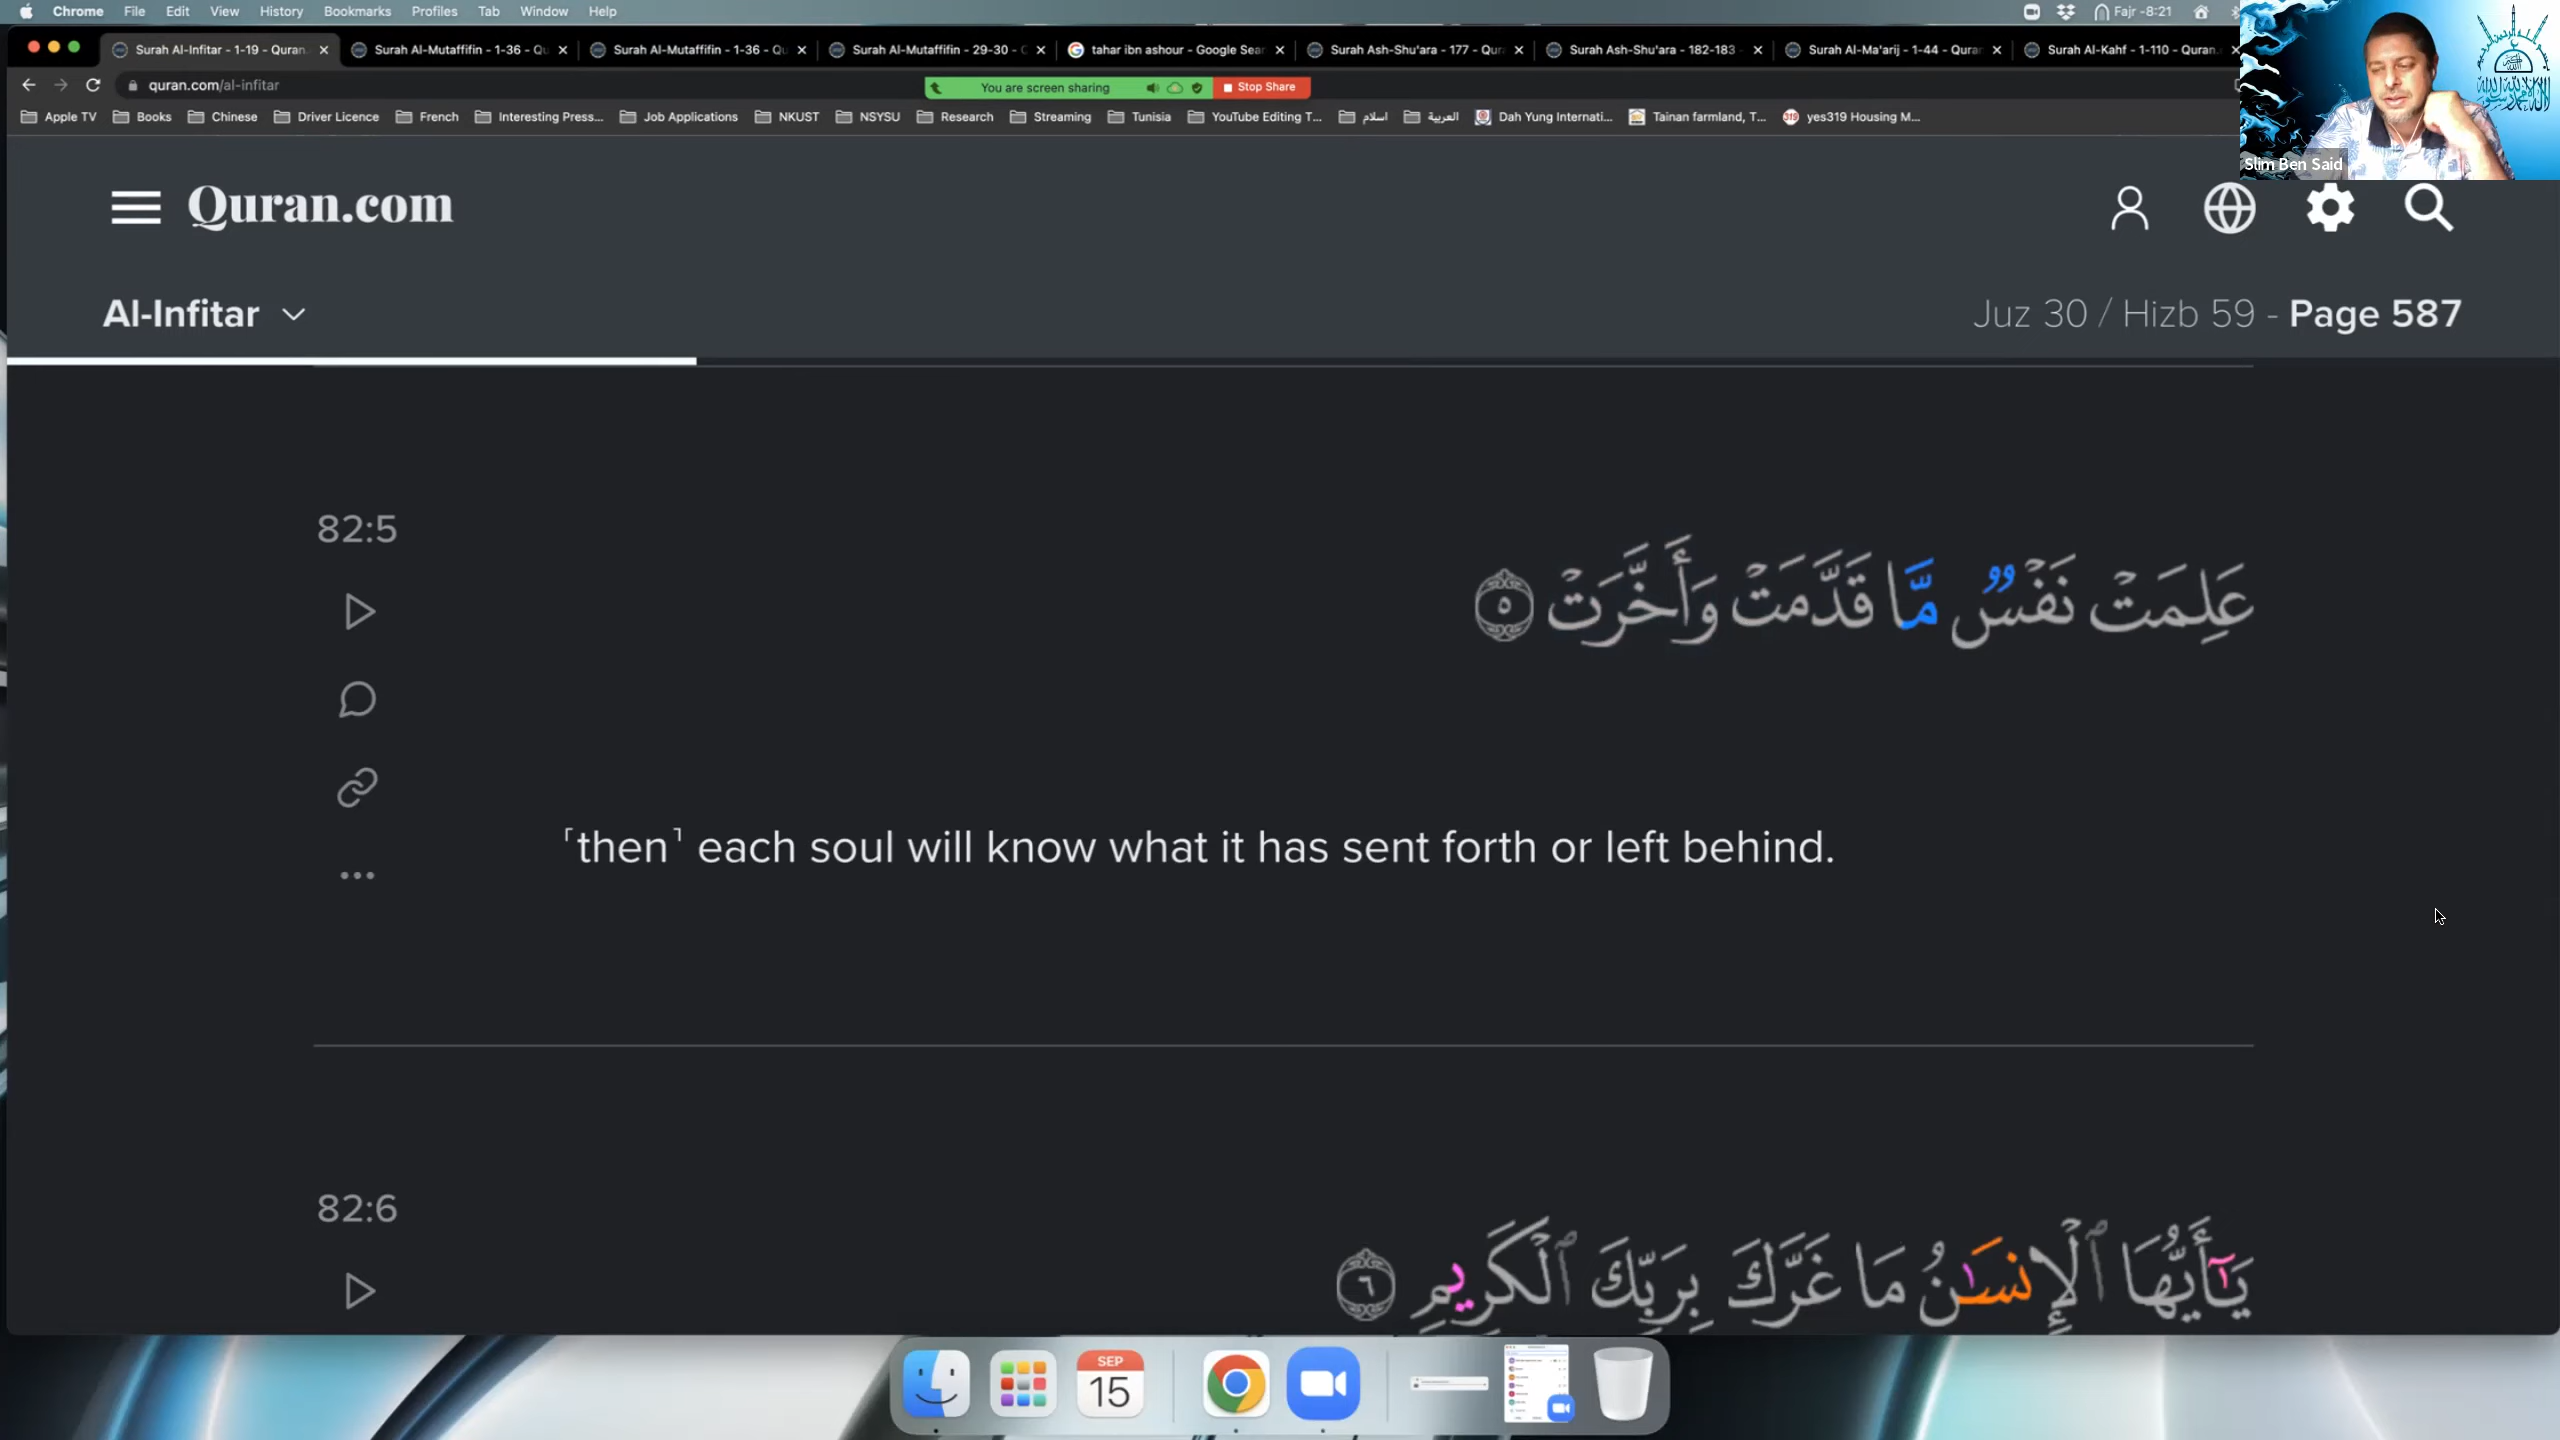 Chrome File Edit View History Bookmarks Profiles Tab Window Help Fajr -8:21
Surah Al-Infitar - 1-19 - Quran. Surah Al-Mutaffifin - 1-36 - Qu Surah Al-Mutaffifin - 1-36 - Qu Surah Al-Mutaffifin - 29-30 - tahar ibn ashour - Google Sear Surah Ash-Shu'ara - 177 - Qur Surah Ash-Shu'ara - 182-183 - Surah Al-Ma'arij - 1-44 - Quran Surah Al-Kahf - 1-110 - Quran.
quran.com/al-infitar You are screen sharing Stop Share
Apple TV Books Chinese Driver Licence French Interesting Press... Job Applications NKUST NSYSU Research Streaming Tunisia YouTube Editing T... اسلام العربية Dah Yung Internati... Tainan farmland, T... yes319 Housing M...
Slim Ben Said
Quran.com
Al-Infitar Juz 30 / Hizb 59 - Page 587
82:5
عَلِمَتْ نَفْسٌ مَّا قَدَّمَتْ وَأَخَّرَتْ ٥
⸢then⸣ each soul will know what it has sent forth or left behind.
82:6
يَـٰٓأَيُّهَا ٱلْإِنسَـٰنُ مَا غَرَّكَ بِرَبِّكَ ٱلْكَرِيمِ ٦
SEP
15